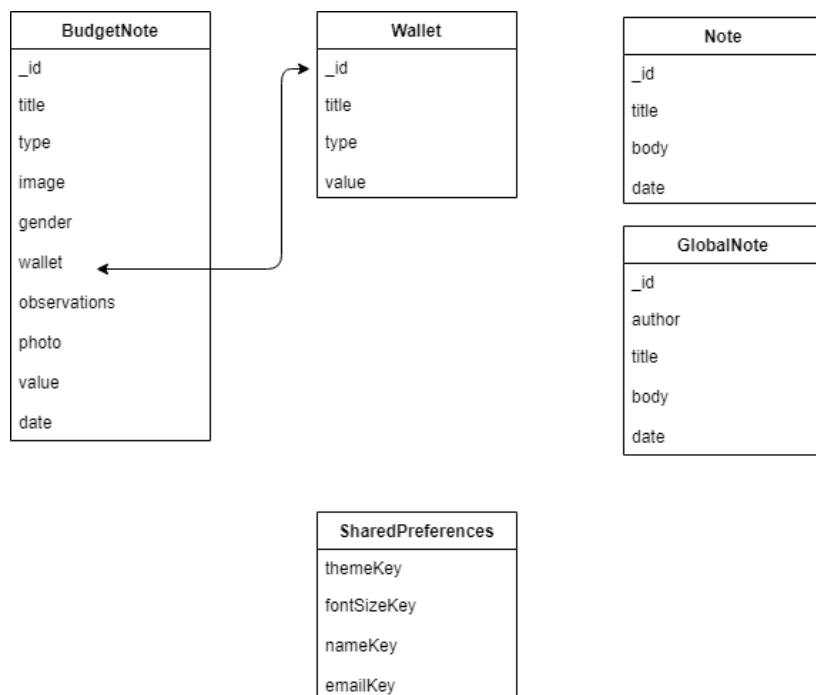 BudgetNote
_id
title
type
image
gender
wallet
observations
photo
value
date
Wallet
_id
title
type
value
Note
_id
title
body
date
GlobalNote
_id
author
title
body
date
SharedPreferences
themeKey
fontSizeKey
nameKey
emailKey